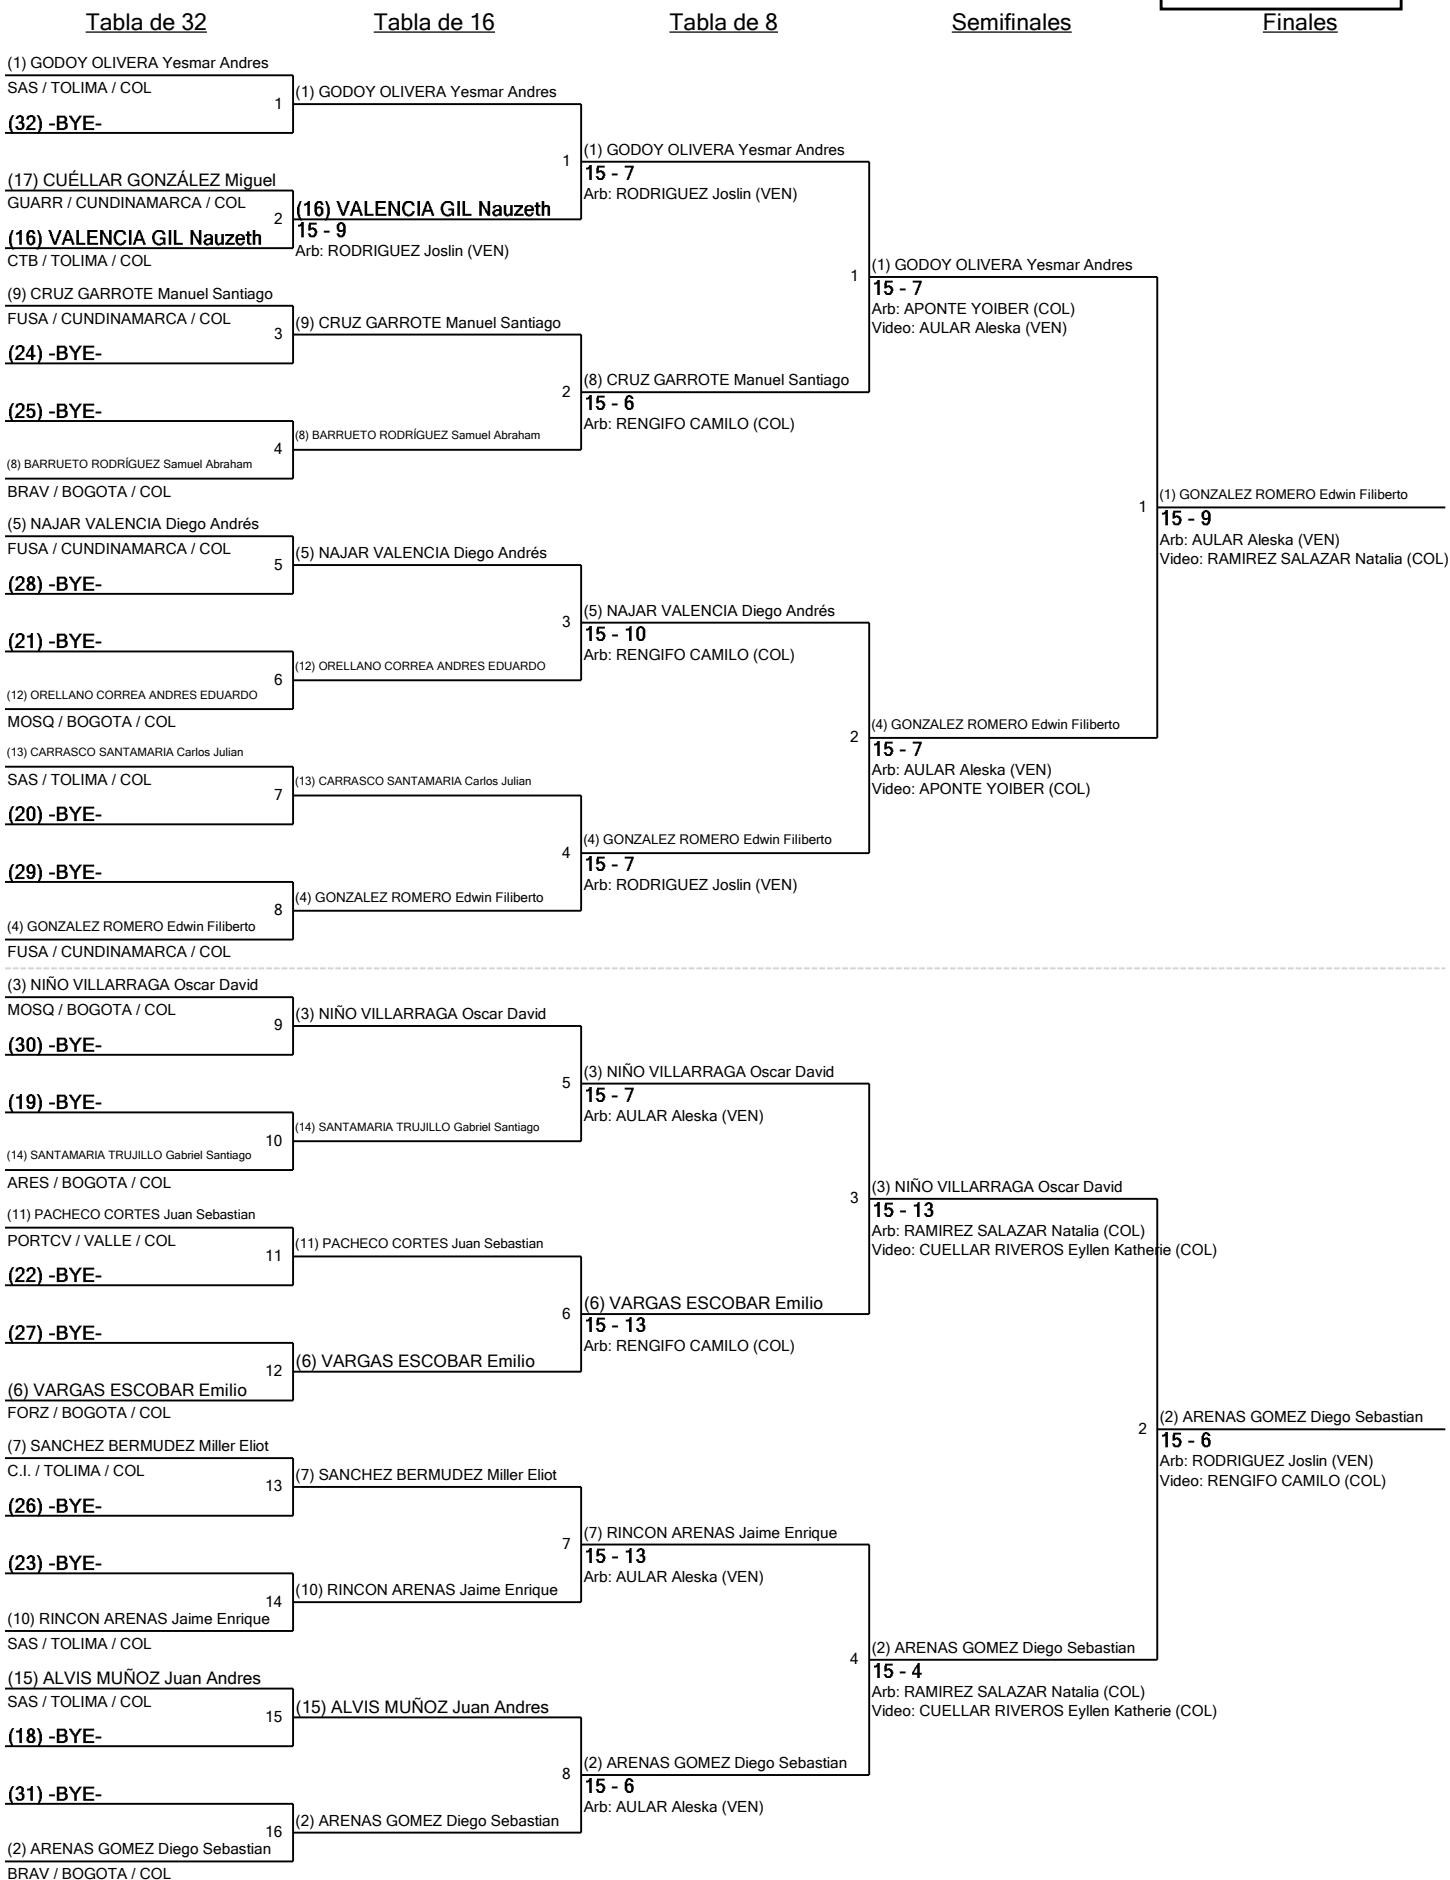 Tabla de 32
Tabla de 16
Tabla de 8
Semifinales
Finales
(1) GODOY OLIVERA Yesmar Andres
SAS / TOLIMA / COL
1
(32) -BYE-
(17) CUÉLLAR GONZÁLEZ Miguel
GUARR / CUNDINAMARCA / COL
2
(16) VALENCIA GIL Nauzeth
CTB / TOLIMA / COL
(9) CRUZ GARROTE Manuel Santiago
FUSA / CUNDINAMARCA / COL
3
(24) -BYE-
(25) -BYE-
4
(8) BARRUETO RODRÍGUEZ Samuel Abraham
BRAV / BOGOTA / COL
(5) NAJAR VALENCIA Diego Andrés
FUSA / CUNDINAMARCA / COL
5
(28) -BYE-
(21) -BYE-
6
(12) ORELLANO CORREA ANDRES EDUARDO
MOSQ / BOGOTA / COL
(13) CARRASCO SANTAMARIA Carlos Julian
SAS / TOLIMA / COL
7
(20) -BYE-
(29) -BYE-
8
(4) GONZALEZ ROMERO Edwin Filiberto
FUSA / CUNDINAMARCA / COL
(3) NIÑO VILLARRAGA Oscar David
MOSQ / BOGOTA / COL
9
(30) -BYE-
(19) -BYE-
10
(14) SANTAMARIA TRUJILLO Gabriel Santiago
ARES / BOGOTA / COL
(11) PACHECO CORTES Juan Sebastian
PORTCV / VALLE / COL
11
(22) -BYE-
(27) -BYE-
12
(6) VARGAS ESCOBAR Emilio
FORZ / BOGOTA / COL
(7) SANCHEZ BERMUDEZ Miller Eliot
C.I. / TOLIMA / COL
13
(26) -BYE-
(23) -BYE-
14
(10) RINCON ARENAS Jaime Enrique
SAS / TOLIMA / COL
(15) ALVIS MUÑOZ Juan Andres
SAS / TOLIMA / COL
15
(18) -BYE-
(31) -BYE-
16
(2) ARENAS GOMEZ Diego Sebastian
BRAV / BOGOTA / COL
(1) GODOY OLIVERA Yesmar Andres
1
(16) VALENCIA GIL Nauzeth
15 - 9
Arb: RODRIGUEZ Joslin (VEN)
(9) CRUZ GARROTE Manuel Santiago
2
(8) BARRUETO RODRÍGUEZ Samuel Abraham
(5) NAJAR VALENCIA Diego Andrés
3
(12) ORELLANO CORREA ANDRES EDUARDO
(13) CARRASCO SANTAMARIA Carlos Julian
4
(4) GONZALEZ ROMERO Edwin Filiberto
(3) NIÑO VILLARRAGA Oscar David
5
(14) SANTAMARIA TRUJILLO Gabriel Santiago
(11) PACHECO CORTES Juan Sebastian
6
(6) VARGAS ESCOBAR Emilio
(7) SANCHEZ BERMUDEZ Miller Eliot
7
(10) RINCON ARENAS Jaime Enrique
(15) ALVIS MUÑOZ Juan Andres
8
(2) ARENAS GOMEZ Diego Sebastian
(1) GODOY OLIVERA Yesmar Andres
15 - 7
Arb: RODRIGUEZ Joslin (VEN)
1
(8) CRUZ GARROTE Manuel Santiago
15 - 6
Arb: RENGIFO CAMILO (COL)
(5) NAJAR VALENCIA Diego Andrés
15 - 10
Arb: RENGIFO CAMILO (COL)
2
(4) GONZALEZ ROMERO Edwin Filiberto
15 - 7
Arb: RODRIGUEZ Joslin (VEN)
(3) NIÑO VILLARRAGA Oscar David
15 - 7
Arb: AULAR Aleska (VEN)
3
(6) VARGAS ESCOBAR Emilio
15 - 13
Arb: RENGIFO CAMILO (COL)
(7) RINCON ARENAS Jaime Enrique
15 - 13
Arb: AULAR Aleska (VEN)
4
(2) ARENAS GOMEZ Diego Sebastian
15 - 6
Arb: AULAR Aleska (VEN)
(1) GODOY OLIVERA Yesmar Andres
15 - 7
Arb: APONTE YOIBER (COL)
Video: AULAR Aleska (VEN)
1
(4) GONZALEZ ROMERO Edwin Filiberto
15 - 7
Arb: AULAR Aleska (VEN)
Video: APONTE YOIBER (COL)
(3) NIÑO VILLARRAGA Oscar David
15 - 13
Arb: RAMIREZ SALAZAR Natalia (COL)
Video: CUELLAR RIVEROS Eyllen Katherie (COL)
2
(2) ARENAS GOMEZ Diego Sebastian
15 - 4
Arb: RAMIREZ SALAZAR Natalia (COL)
Video: CUELLAR RIVEROS Eyllen Katherie (COL)
(1) GONZALEZ ROMERO Edwin Filiberto
15 - 9
Arb: AULAR Aleska (VEN)
Video: RAMIREZ SALAZAR Natalia (COL)
(2) ARENAS GOMEZ Diego Sebastian
15 - 6
Arb: RODRIGUEZ Joslin (VEN)
Video: RENGIFO CAMILO (COL)